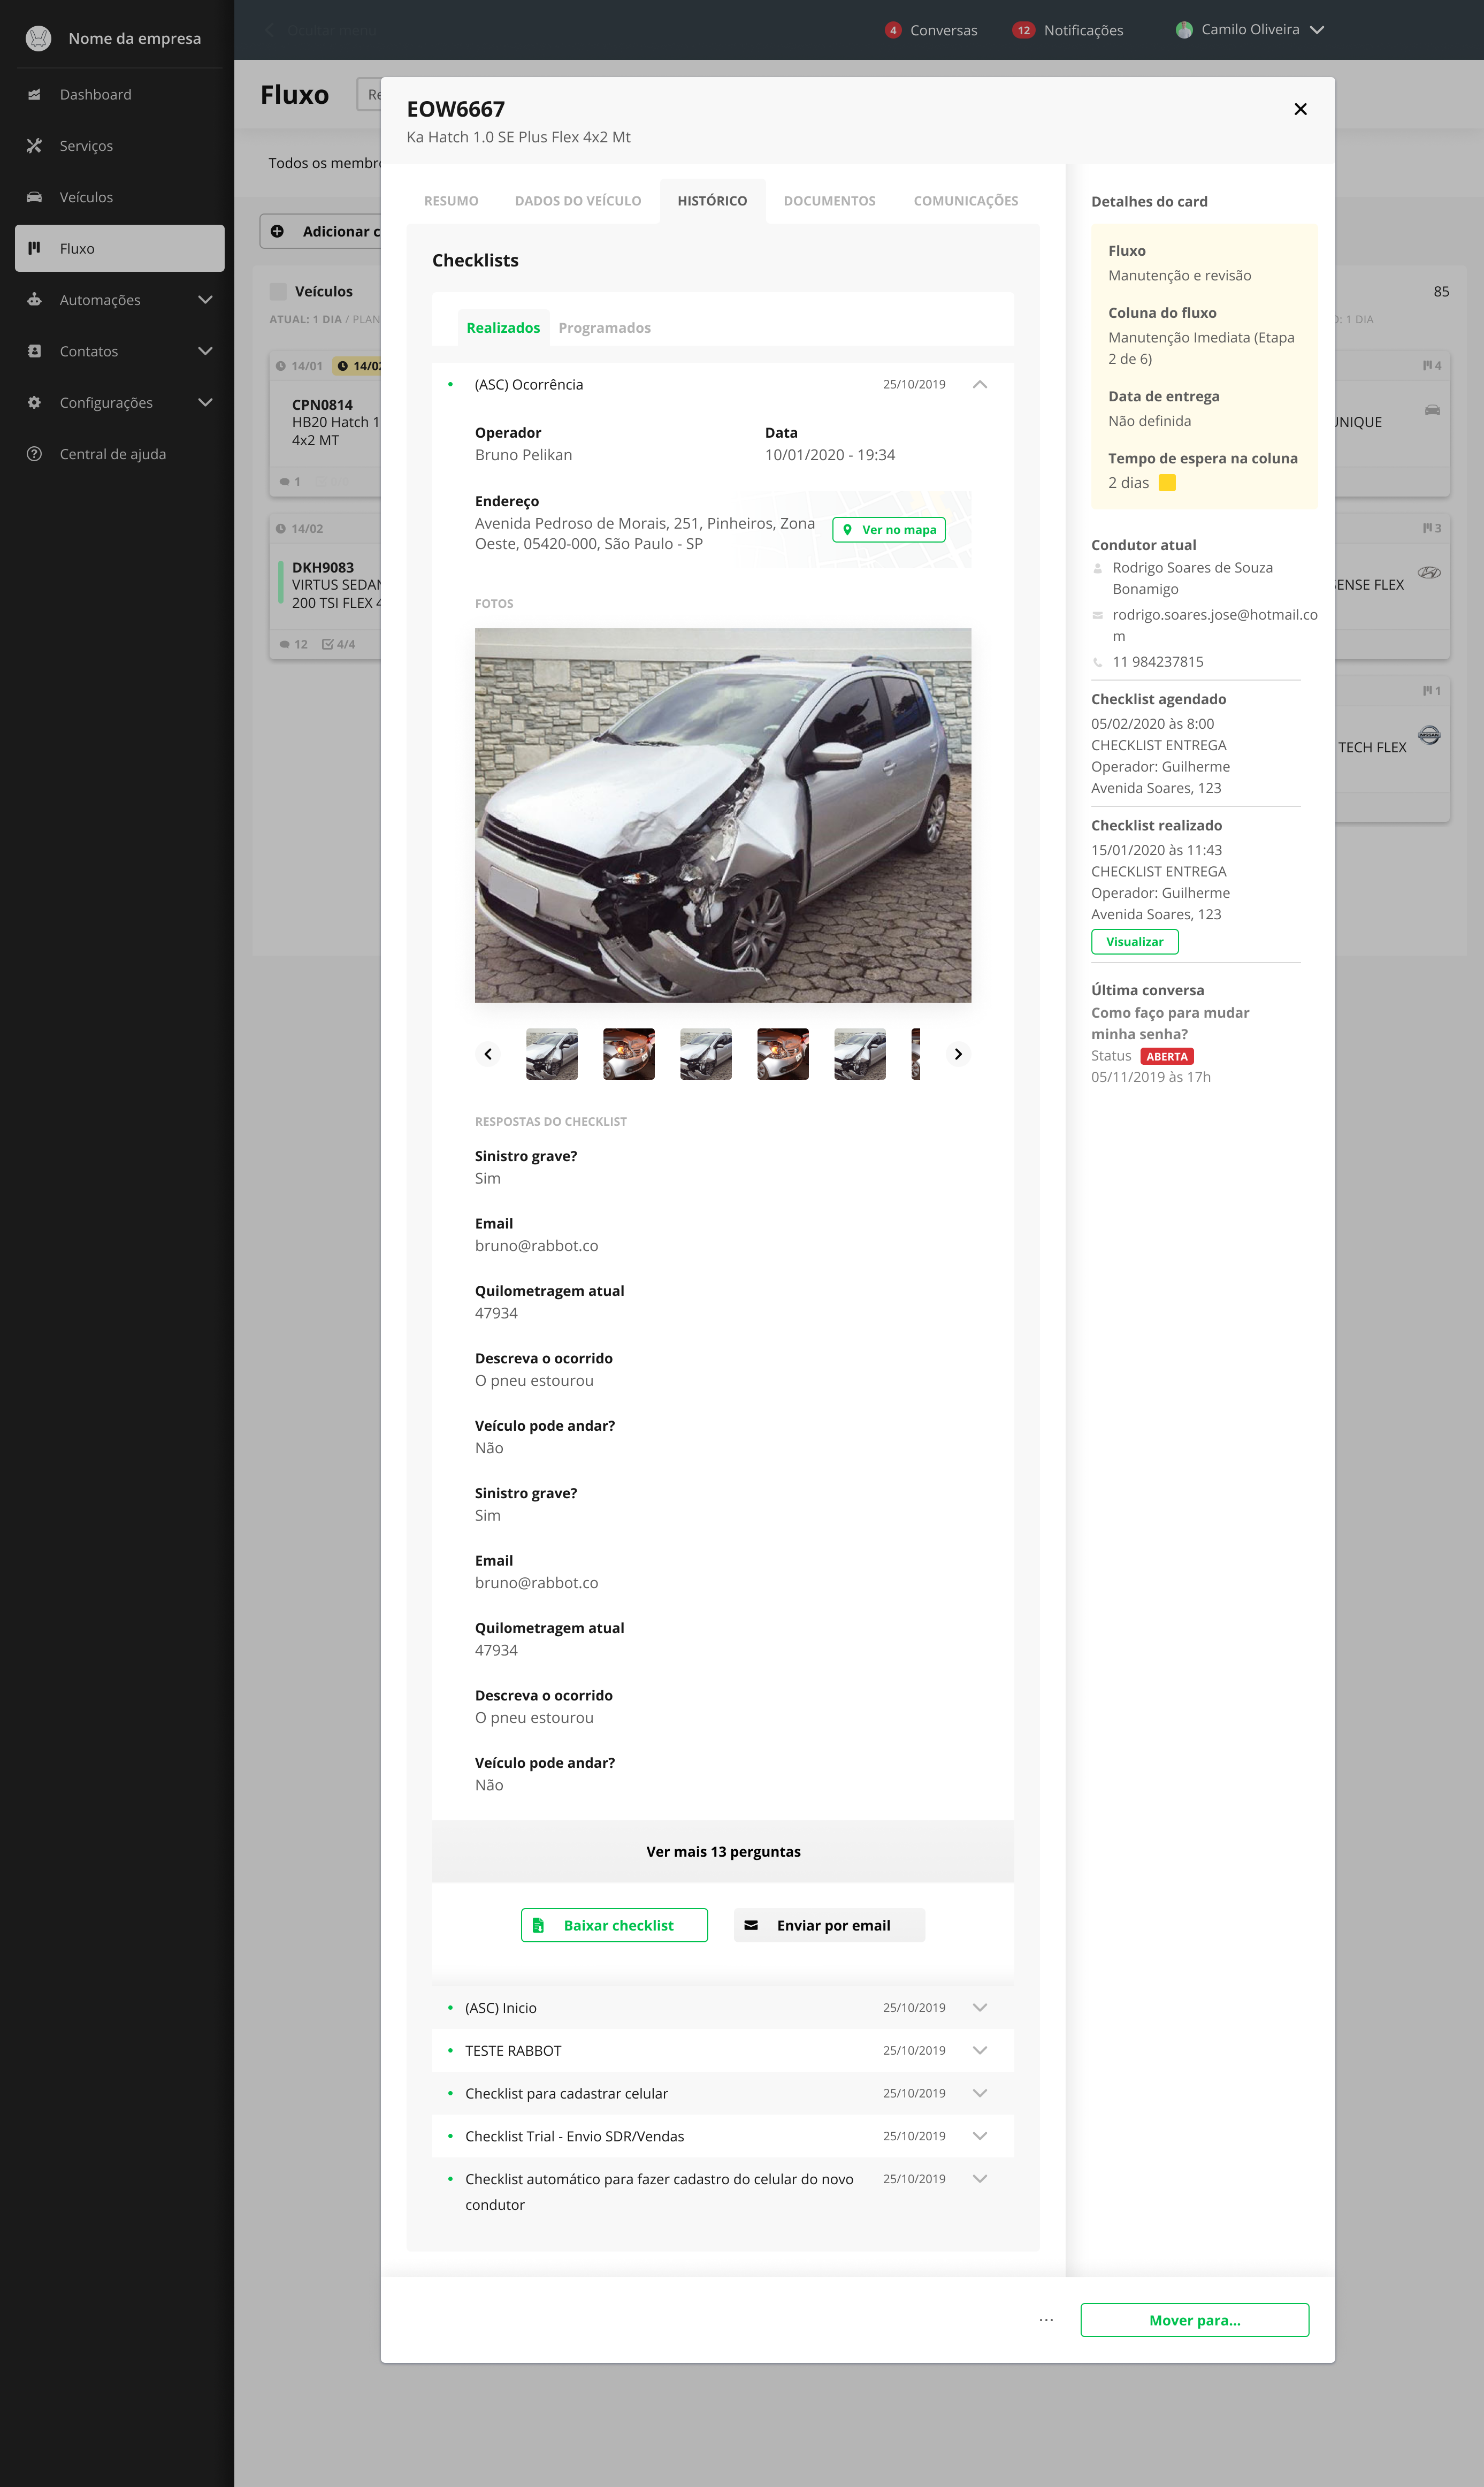 Nome da empresa
Dashboard
Serviços
Veículos
Fluxo
Automações
Contatos
Configurações
Central de ajuda
Ocultar menu
4 Conversas
12 Notificações
Camilo Oliveira
Fluxo
Re
Todos os membro
Adicionar c
Veículos
ATUAL: 1 DIA / PLAN
14/01 14/02
CPN0814
HB20 Hatch 1
4x2 MT
1
14/02
DKH9083
VIRTUS SEDAN
200 TSI FLEX 4
12 4/4
85
O: 1 DIA
4
UNIQUE
3
SENSE FLEX
1
TECH FLEX
EOW6667
Ka Hatch 1.0 SE Plus Flex 4x2 Mt
RESUMO
DADOS DO VEÍCULO
HISTÓRICO
DOCUMENTOS
COMUNICAÇÕES
Checklists
Realizados
Programados
(ASC) Ocorrência 25/10/2019
Operador
Bruno Pelikan
Data
10/01/2020 - 19:34
Endereço
Avenida Pedroso de Morais, 251, Pinheiros, Zona
Oeste, 05420-000, São Paulo - SP
Ver no mapa
FOTOS
RESPOSTAS DO CHECKLIST
Sinistro grave?
Sim
Email
bruno@rabbot.co
Quilometragem atual
47934
Descreva o ocorrido
O pneu estourou
Veículo pode andar?
Não
Sinistro grave?
Sim
Email
bruno@rabbot.co
Quilometragem atual
47934
Descreva o ocorrido
O pneu estourou
Veículo pode andar?
Não
Ver mais 13 perguntas
Baixar checklist
Enviar por email
(ASC) Inicio 25/10/2019
TESTE RABBOT 25/10/2019
Checklist para cadastrar celular 25/10/2019
Checklist Trial - Envio SDR/Vendas 25/10/2019
Checklist automático para fazer cadastro do celular do novo 25/10/2019
condutor
Detalhes do card
Fluxo
Manutenção e revisão
Coluna do fluxo
Manutenção Imediata (Etapa
2 de 6)
Data de entrega
Não definida
Tempo de espera na coluna
2 dias
Condutor atual
Rodrigo Soares de Souza
Bonamigo
rodrigo.soares.jose@hotmail.co
m
11 984237815
Checklist agendado
05/02/2020 às 8:00
CHECKLIST ENTREGA
Operador: Guilherme
Avenida Soares, 123
Checklist realizado
15/01/2020 às 11:43
CHECKLIST ENTREGA
Operador: Guilherme
Avenida Soares, 123
Visualizar
Última conversa
Como faço para mudar
minha senha?
Status ABERTA
05/11/2019 às 17h
...
Mover para...